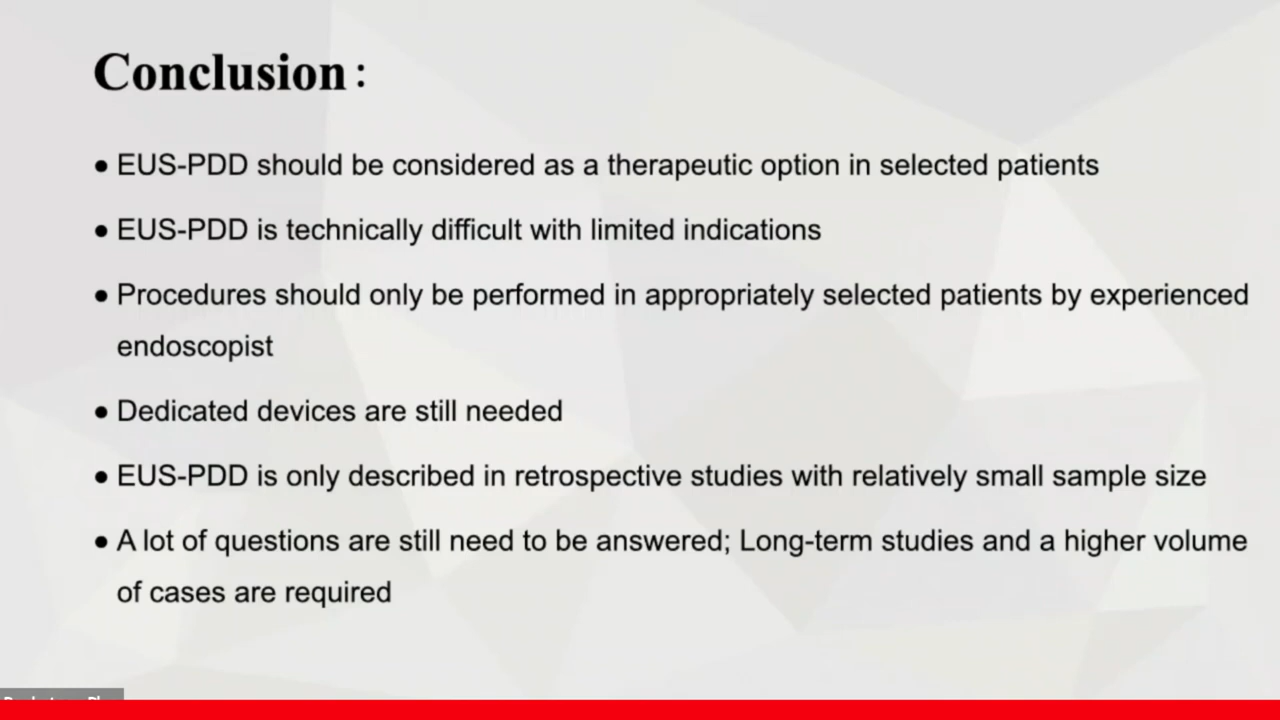 Conclusion:
● EUS-PDD should be considered as a therapeutic option in selected patients
● EUS-PDD is technically difficult with limited indications
● Procedures should only be performed in appropriately selected patients by experienced
endoscopist
● Dedicated devices are still needed
● EUS-PDD is only described in retrospective studies with relatively small sample size
● A lot of questions are still need to be answered; Long-term studies and a higher volume
of cases are required